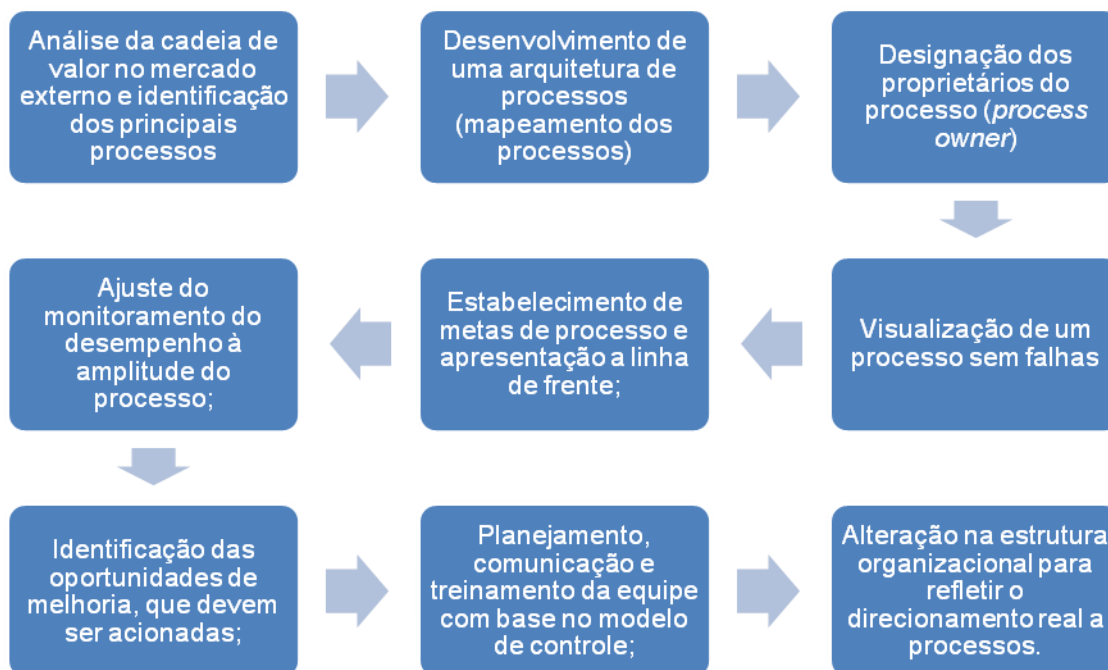 Análise da cadeia de
valor no mercado
externo e identificação
dos principais
processos
Desenvolvimento de
uma arquitetura de
processos
(mapeamento dos
processos)
Designação dos
proprietários do
processo (process
owner)
Visualização de um
processo sem falhas
Estabelecimento de
metas de processo e
apresentação a linha
de frente;
Ajuste do
monitoramento do
desempenho à
amplitude do
processo;
Identificação das
oportunidades de
melhoria, que devem
ser acionadas;
Planejamento,
comunicação e
treinamento da equipe
com base no modelo
de controle;
Alteração na estrutura
organizacional para
refletir o
direcionamento real a
processos.